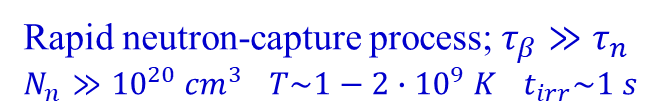 Rapid neutron-capture process; τ_β ≫ τ_n
N_n ≫ 10^20 cm^3 T~1 − 2 · 10^9 K t_irr~1 s